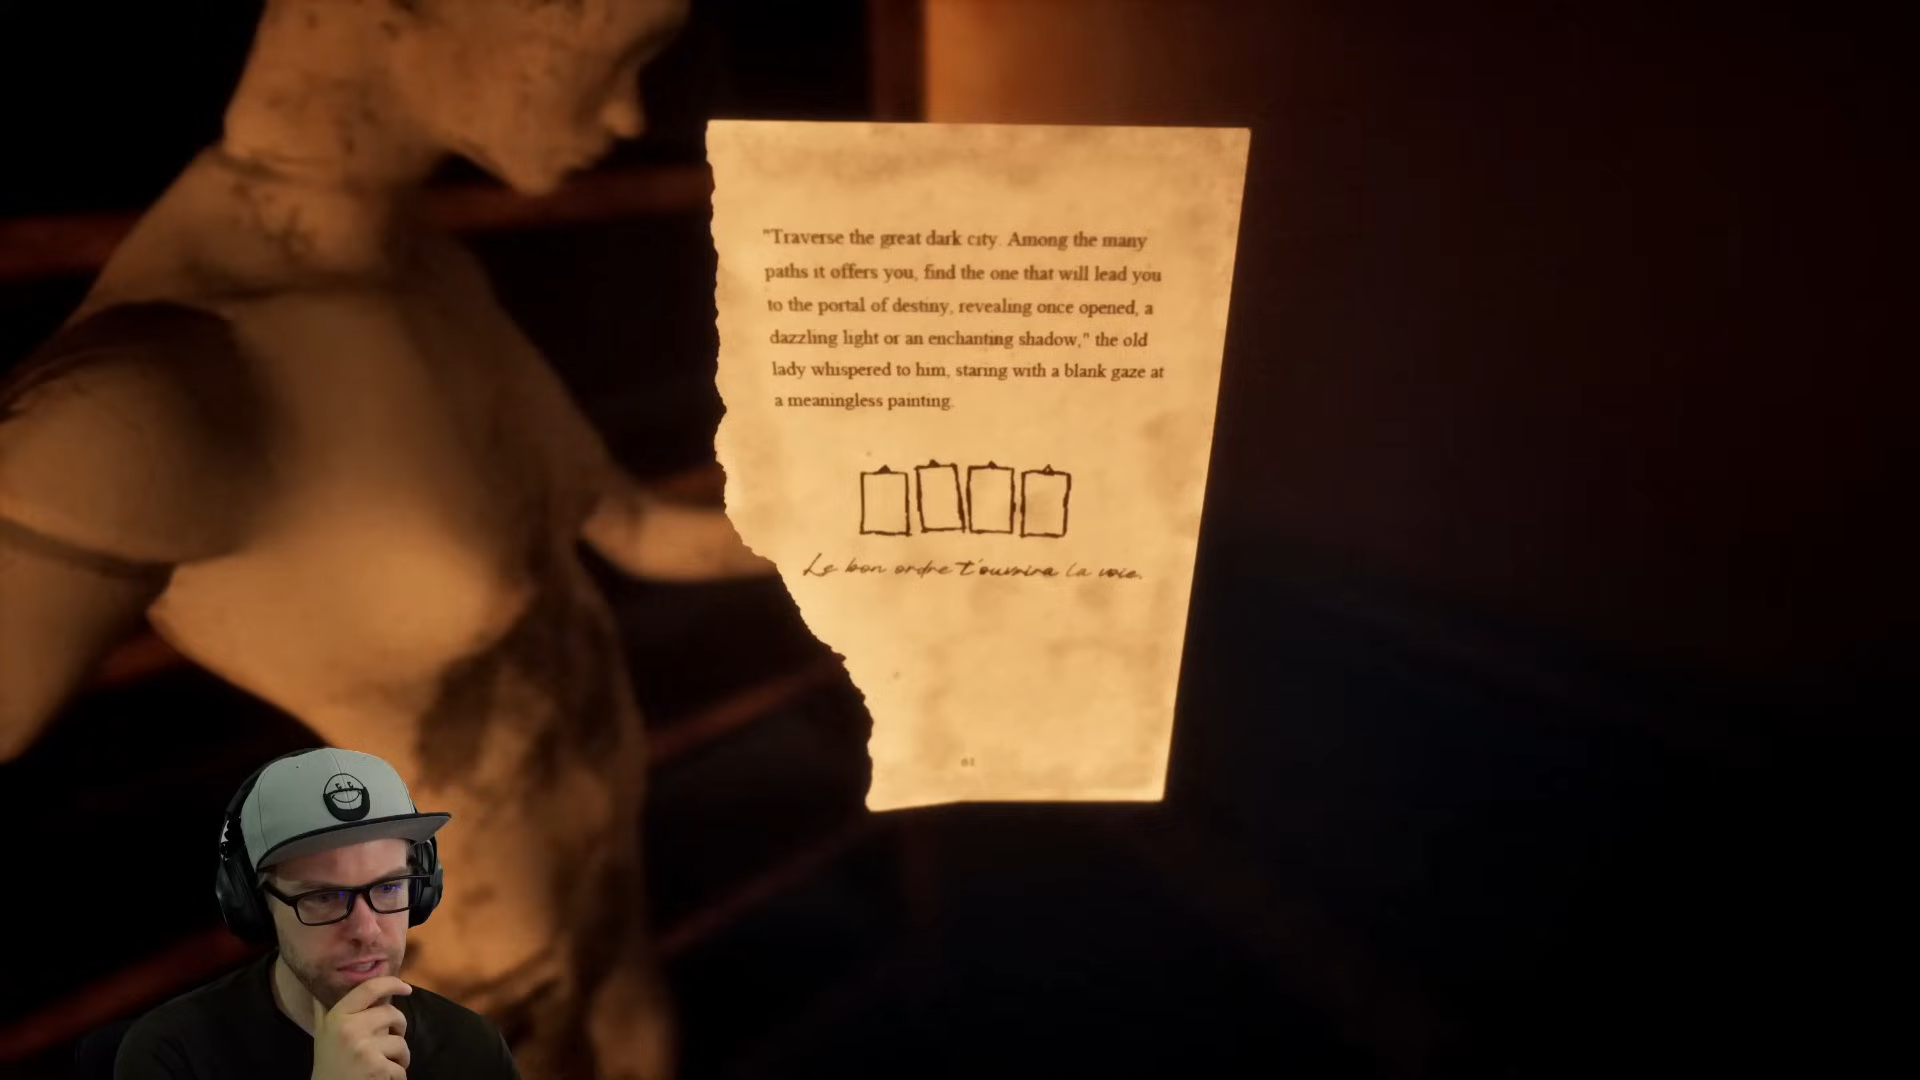 "Traverse the great dark city. Among the many
paths it offers you, find the one that will lead you
to the portal of destiny, revealing once opened, a
dazzling light or an enchanting shadow," the old
lady whispered to him, staring with a blank gaze at
a meaningless painting.
Le bon ordre t'ouvrira la voie.